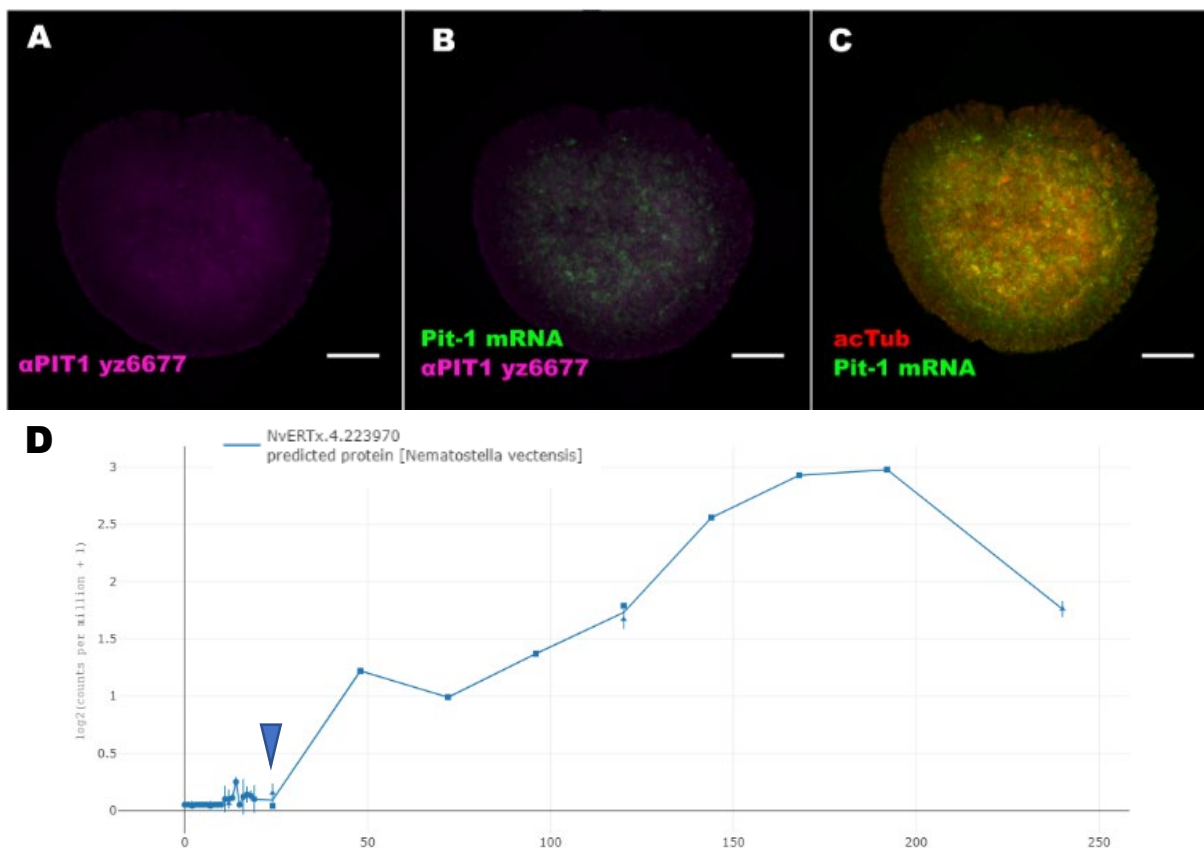 A
B
C
αPIT1 yz6677
Pit-1 mRNA
αPIT1 yz6677
acTub
Pit-1 mRNA
D
NvERTx.4.223970
predicted protein [Nematostella vectensis]
log2(counts per million + 1)
3
2.5
2
1.5
1
0.5
0
0
50
100
150
200
250